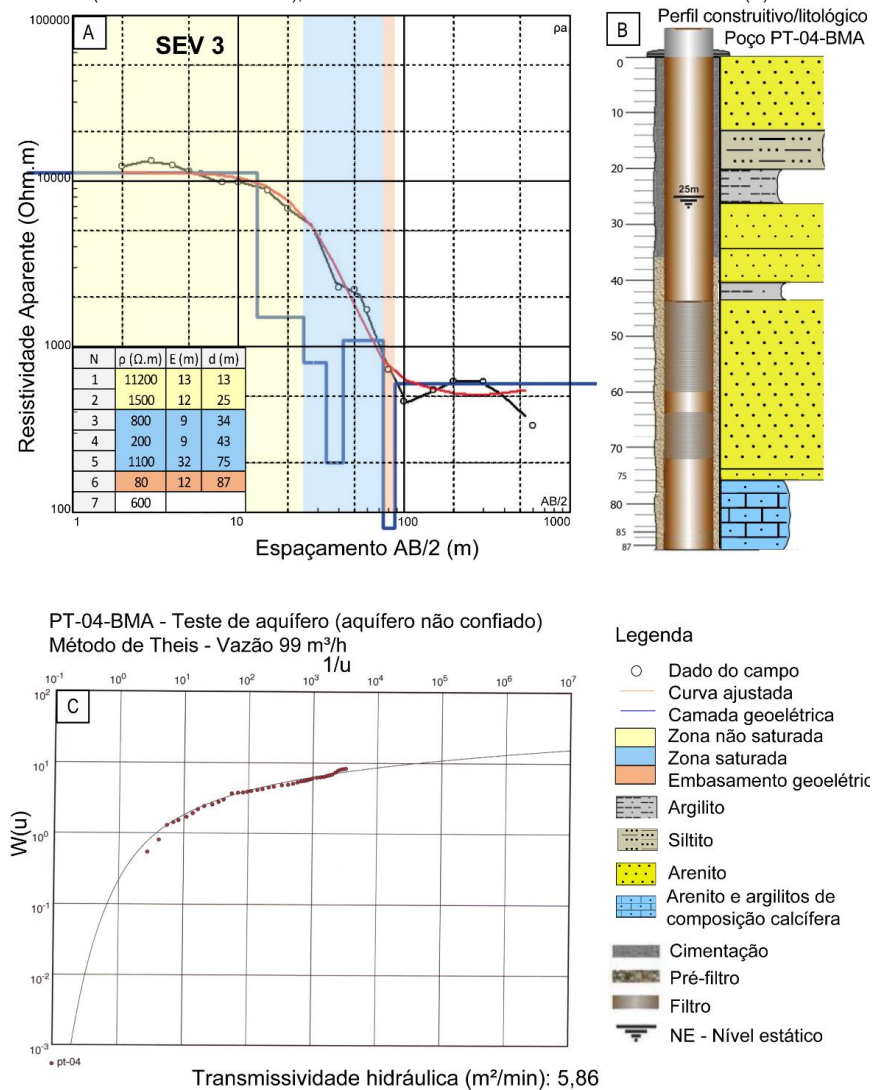 A
SEV 3
ρa
100000
10000
1000
100
Resistividade Aparente (Ohm.m)
N ρ (Ω.m) E (m) d (m)
1 11200 13 13
2 1500 12 25
3 800 9 34
4 200 9 43
5 1100 32 75
6 80 12 87
7 600
AB/2
1 10 100 1000
Espaçamento AB/2 (m)
B
Perfil construtivo/litológico
Poço PT-04-BMA
0
10
20
25m
30
40
50
60
70
75
80
85
87
PT-04-BMA - Teste de aquífero (aquífero não confiado)
Método de Theis - Vazão 99 m³/h
1/u
10⁻¹ 10⁰ 10¹ 10² 10³ 10⁴ 10⁵ 10⁶ 10⁷
C
10²
10¹
10⁰
10⁻¹
10⁻²
10⁻³
W(u)
pt-04
Transmissividade hidráulica (m²/min): 5,86
Legenda
Dado do campo
Curva ajustada
Camada geoelétrica
Zona não saturada
Zona saturada
Embasamento geoelétric
Argilito
Siltito
Arenito
Arenito e argilitos de
composição calcífera
Cimentação
Pré-filtro
Filtro
NE - Nível estático